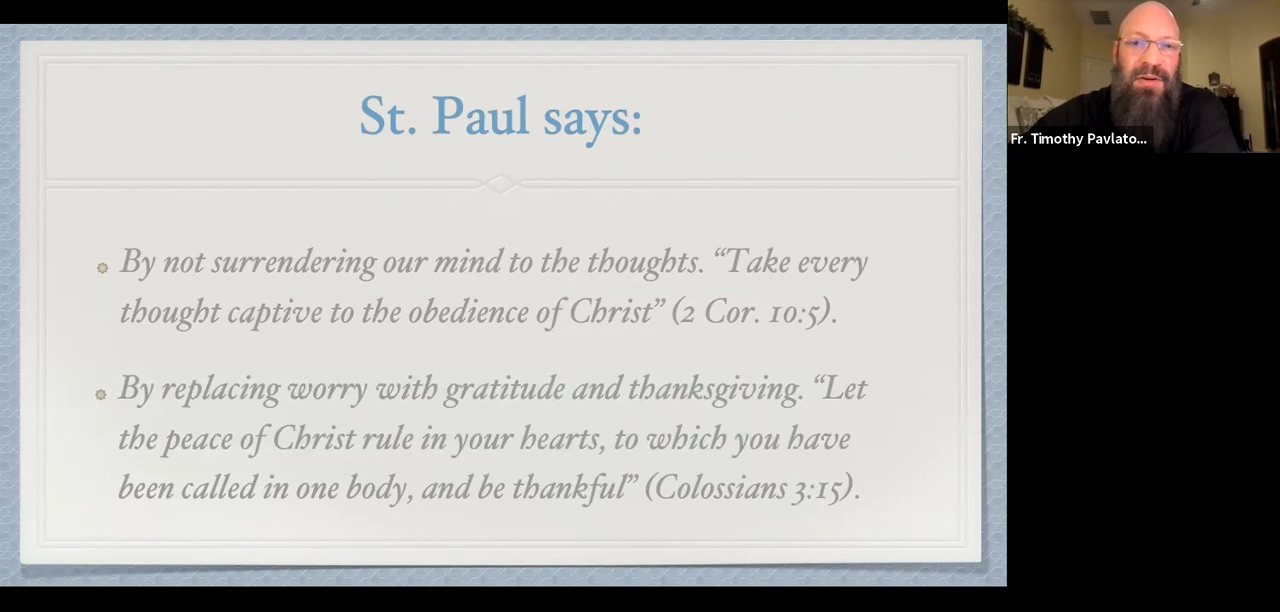 St. Paul says:
By not surrendering our mind to the thoughts. “Take every
thought captive to the obedience of Christ” (2 Cor. 10:5).
By replacing worry with gratitude and thanksgiving. “Let
the peace of Christ rule in your hearts, to which you have
been called in one body, and be thankful” (Colossians 3:15).
Fr. Timothy Pavlato...